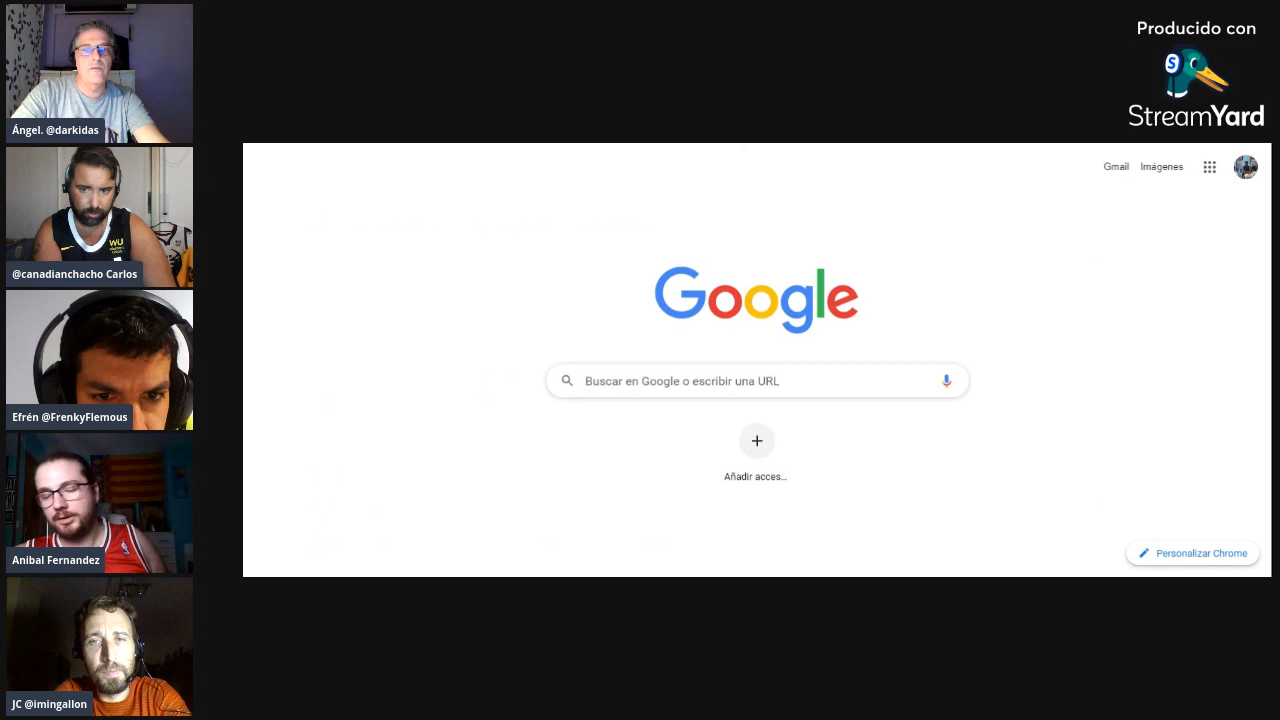 Producido con
StreamYard
Ángel. @darkidas
@canadianchacho Carlos
Efrén @FrenkyFlemous
Anibal Fernandez
JC @imingallon
Gmail Imágenes
Google
Buscar en Google o escribir una URL
Añadir acces...
Personalizar Chrome
WU